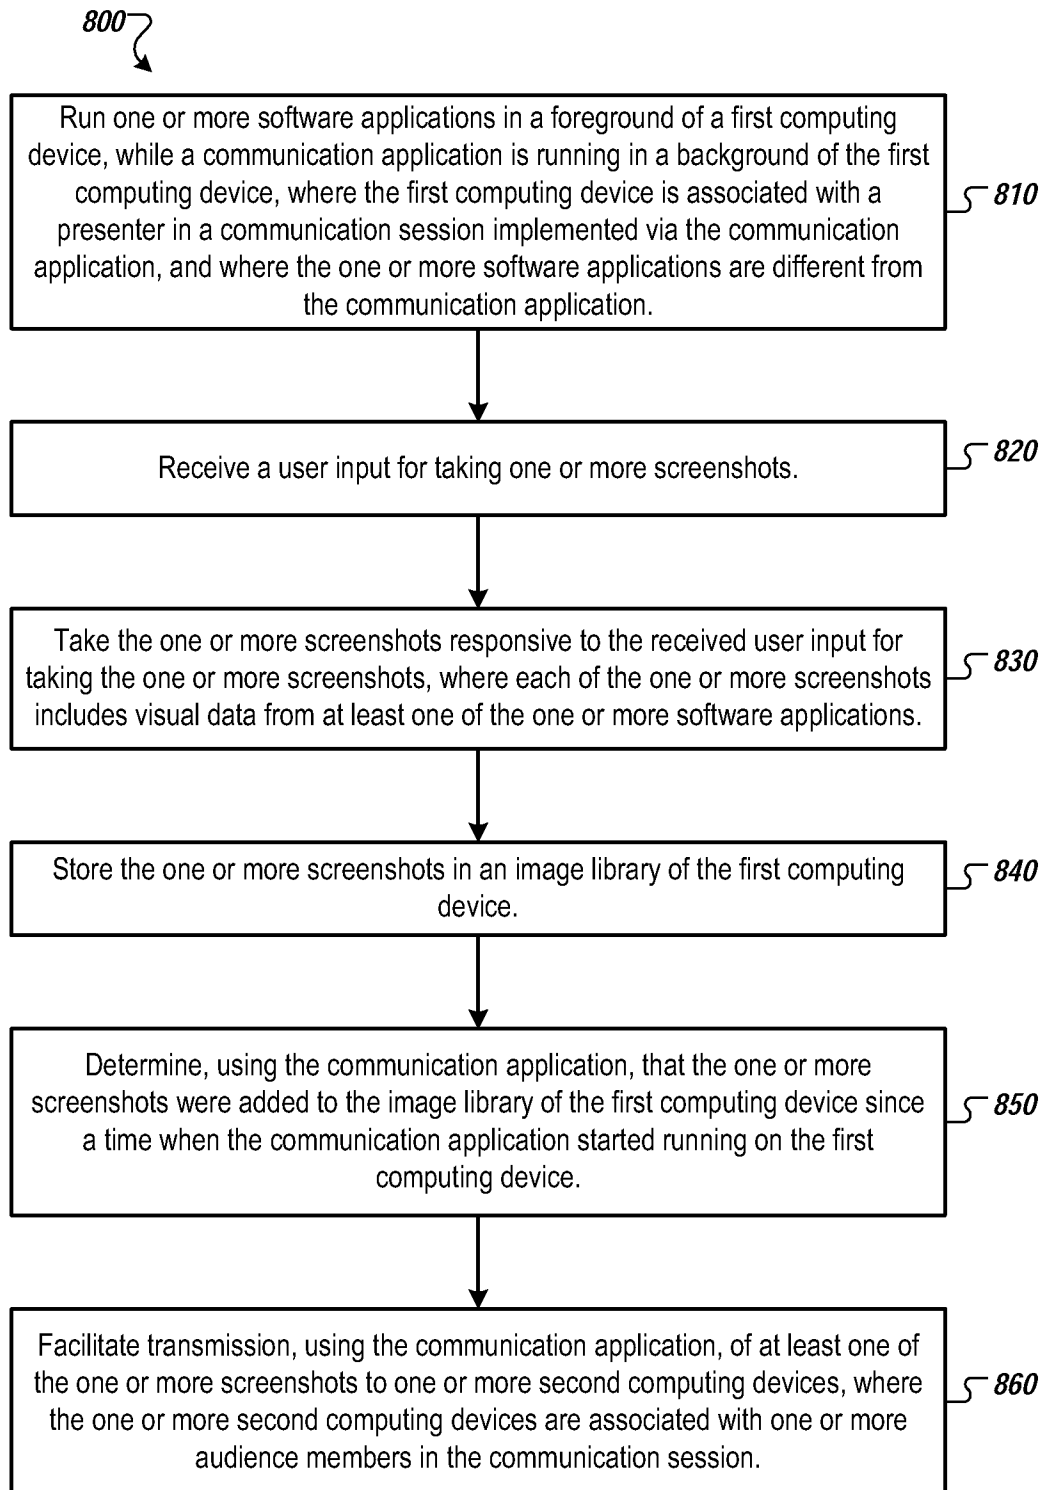 800
Run one or more software applications in a foreground of a first computing
device, while a communication application is running in a background of the first
computing device, where the first computing device is associated with a
presenter in a communication session implemented via the communication
application, and where the one or more software applications are different from
the communication application.
810
Receive a user input for taking one or more screenshots.
820
Take the one or more screenshots responsive to the received user input for
taking the one or more screenshots, where each of the one or more screenshots
includes visual data from at least one of the one or more software applications.
830
Store the one or more screenshots in an image library of the first computing
device.
840
Determine, using the communication application, that the one or more
screenshots were added to the image library of the first computing device since
a time when the communication application started running on the first
computing device.
850
Facilitate transmission, using the communication application, of at least one of
the one or more screenshots to one or more second computing devices, where
the one or more second computing devices are associated with one or more
audience members in the communication session.
860